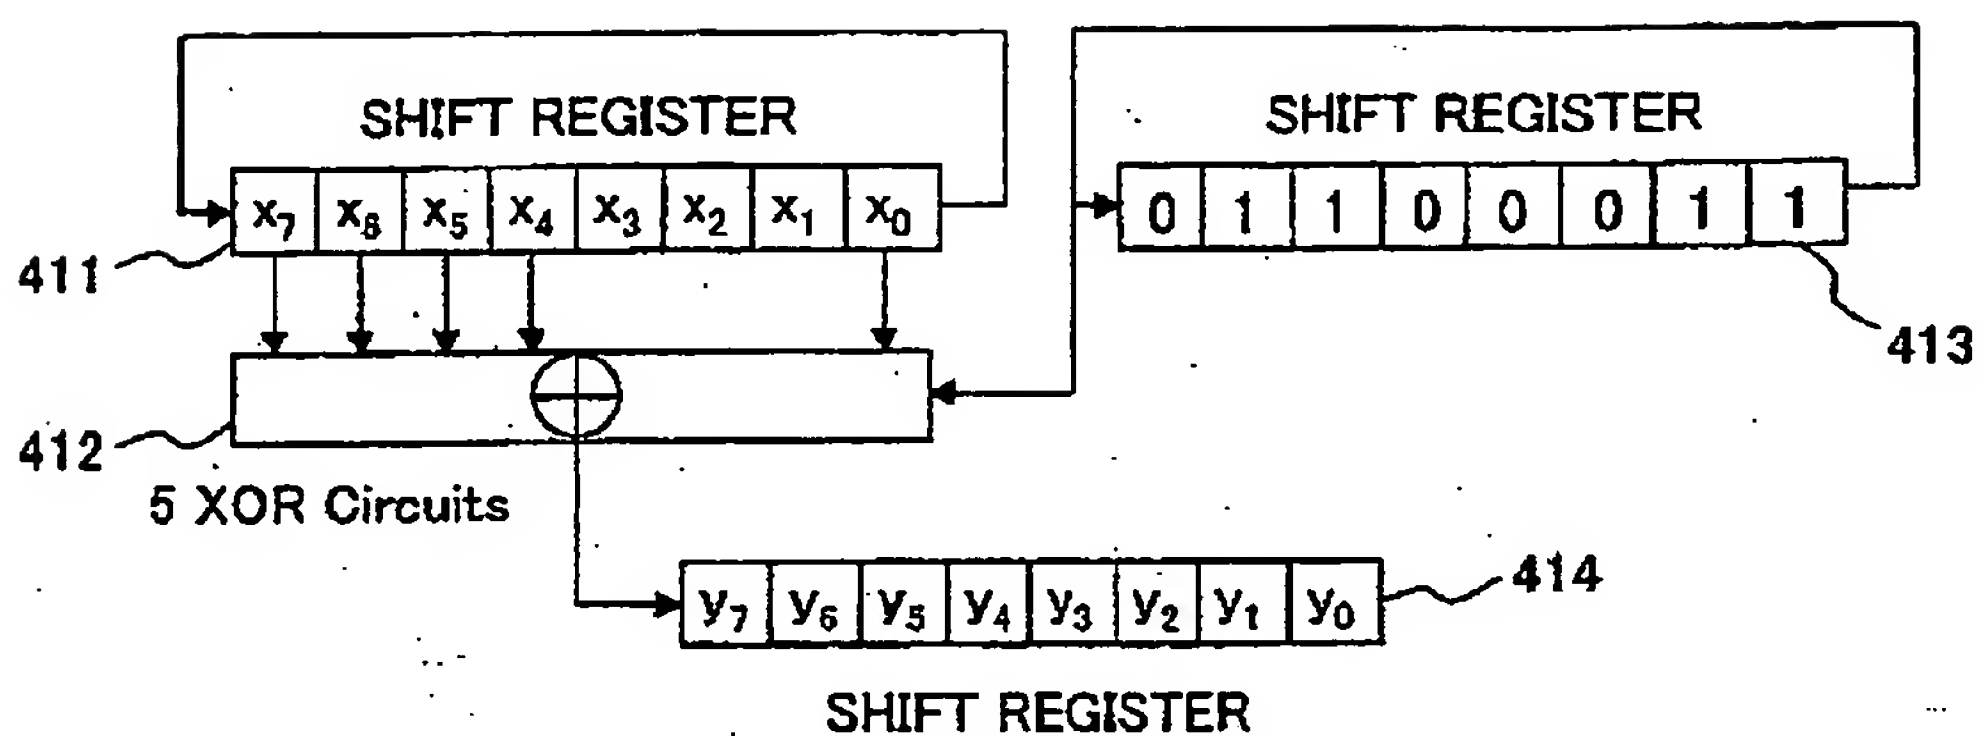 SHIFT REGISTER
SHIFT REGISTER
x7 x6 x5 x4 x3 x2 x1 x0
0 1 1 0 0 0 1 1
411
413
412
5 XOR Circuits
y7 y6 y5 y4 y3 y2 y1 y0
414
SHIFT REGISTER